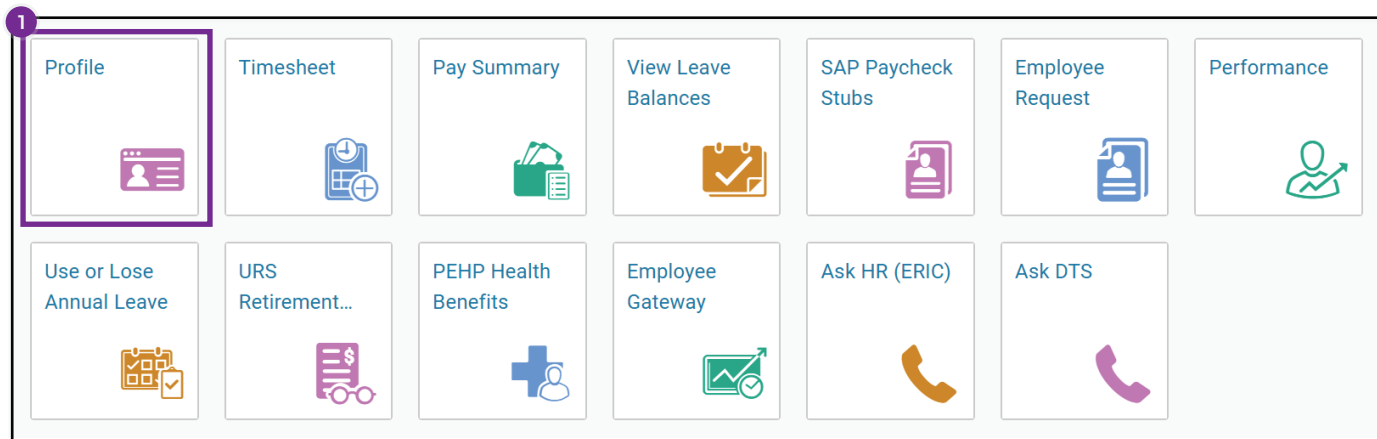 1
Profile
Timesheet
Pay Summary
View Leave
Balances
SAP Paycheck
Stubs
Employee
Request
Performance
Use or Lose
Annual Leave
URS
Retirement...
PEHP Health
Benefits
Employee
Gateway
Ask HR (ERIC)
Ask DTS